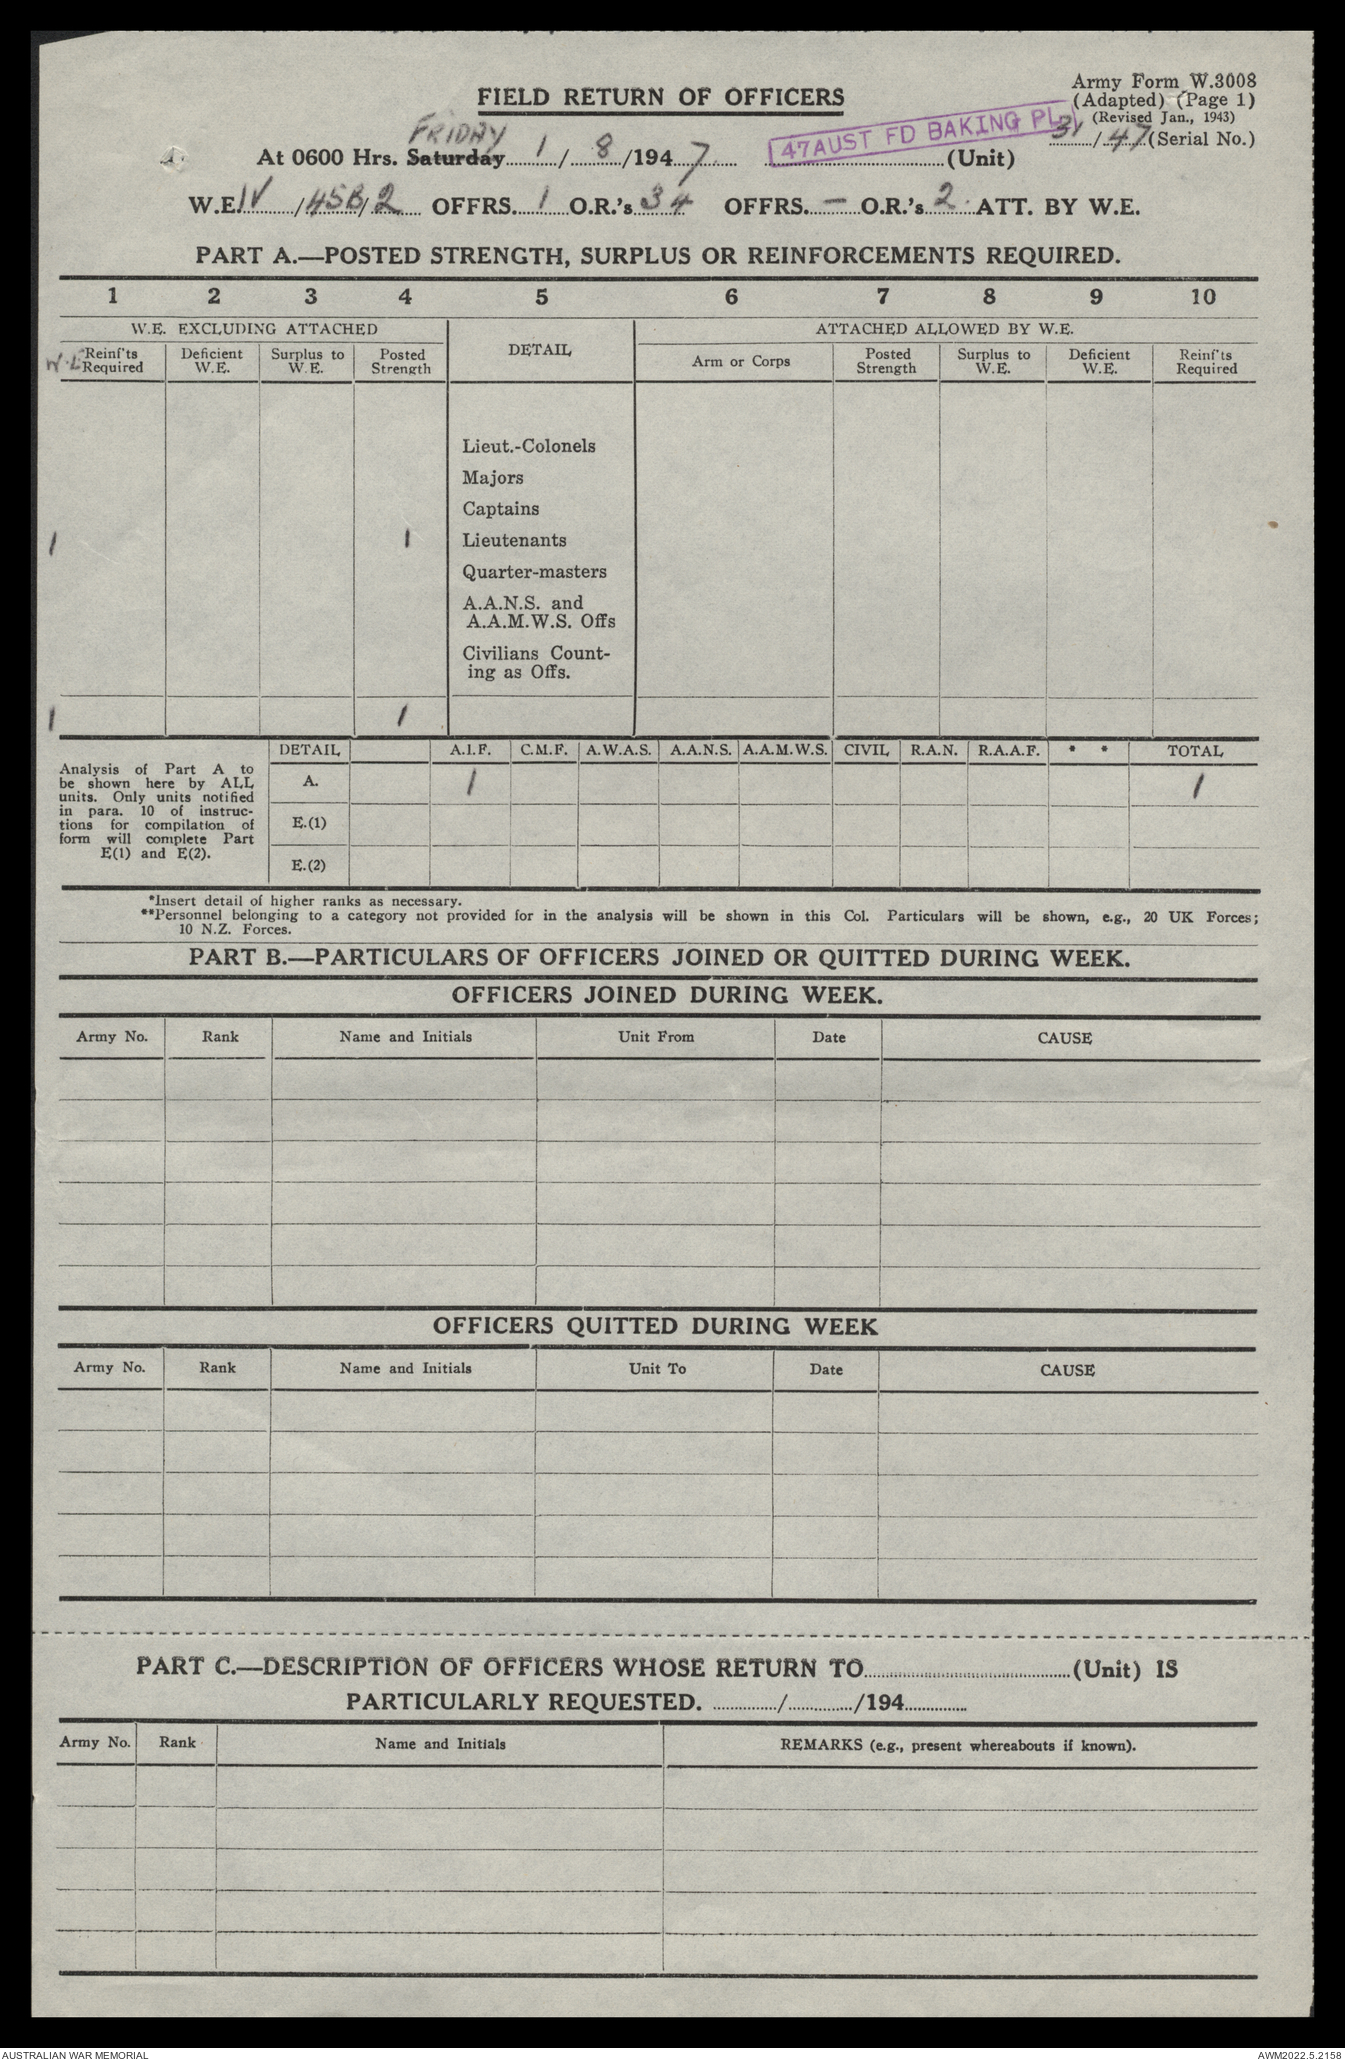 Army Form W.3008
FIELD RETURN OF OFFICERS
(Adapted) (Page 1)
(Revised Jan., 1943)
FRIDAY
At 0600 Hrs. Saturday 1 / 8 /194 7 47 AUST FD BAKING PL (Unit) 31 / 47 (Serial No.)
W.E. IV / 45B / 2 OFFRS. 1 O.R.'s 34 OFFRS. — O.R.'s 2 ATT. BY W.E.
PART A.—POSTED STRENGTH, SURPLUS OR REINFORCEMENTS REQUIRED.
1 2 3 4 5 6 7 8 9 10
W.E. EXCLUDING ATTACHED DETAIL ATTACHED ALLOWED BY W.E.
W.E. Reinf'ts Required Deficient W.E. Surplus to W.E. Posted Strength Arm or Corps Posted Strength Surplus to W.E. Deficient W.E. Reinf'ts Required
Lieut.-Colonels
Majors
Captains
1 1 Lieutenants
Quarter-masters
A.A.N.S. and
A.A.M.W.S. Offs
Civilians Count-
ing as Offs.
1 1
DETAIL A.I.F. C.M.F. A.W.A.S. A.A.N.S. A.A.M.W.S. CIVIL R.A.N. R.A.A.F. * * TOTAL
Analysis of Part A to
be shown here by ALL
units. Only units notified
in para. 10 of instruc-
tions for compilation of
form will complete Part
E(1) and E(2).
A. 1 1
E.(1)
E.(2)
*Insert detail of higher ranks as necessary.
**Personnel belonging to a category not provided for in the analysis will be shown in this Col. Particulars will be shown, e.g., 20 UK Forces;
10 N.Z. Forces.
PART B.—PARTICULARS OF OFFICERS JOINED OR QUITTED DURING WEEK.
OFFICERS JOINED DURING WEEK.
Army No. Rank Name and Initials Unit From Date CAUSE
OFFICERS QUITTED DURING WEEK
Army No. Rank Name and Initials Unit To Date CAUSE
PART C.—DESCRIPTION OF OFFICERS WHOSE RETURN TO (Unit) IS
PARTICULARLY REQUESTED. / /194
Army No. Rank Name and Initials REMARKS (e.g., present whereabouts if known).
AUSTRALIAN WAR MEMORIAL AWM2022.5.2158